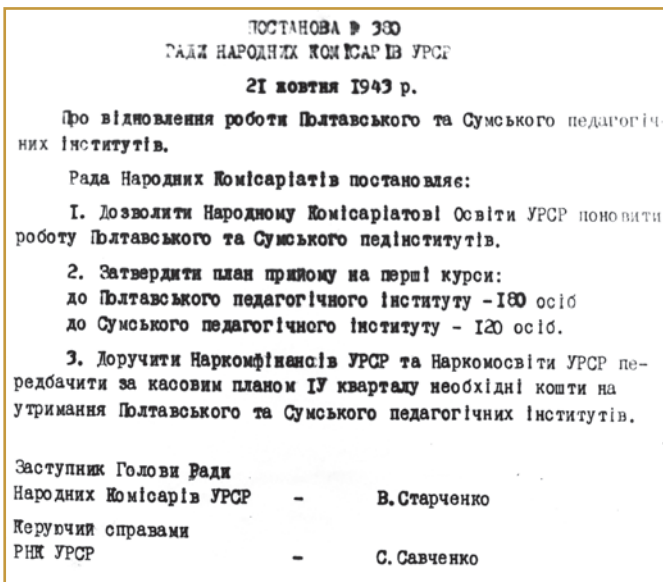 ПОСТАНОВА № 380
РАДИ НАРОДНИХ КОМІСАРІВ УРСР
21 жовтня 1943 р.
Про відновлення роботи Полтавського та Сумського педагогіч-
них інститутів.
Рада Народних Комісаріатів постановляє:
I. Дозволити Народному Комісаріатові Освіти УРСР поновити
роботу Полтавського та Сумського педінститутів.
2. Затвердити план прийому на перші курси:
до Полтавського педагогічного інституту -I80 осіб
до Сумського педагогічного інституту - I20 осіб.
3. Доручити Наркомфінансів УРСР та Наркомосвіти УРСР пе-
редбачити за касовим планом ІУ кварталу необхідні кошти на
утримання Полтавського та Сумського педагогічних інститутів.
Заступник Голови Ради
Народних Комісарів УРСР - В.Старченко
Керуючий справами
РНК УРСР - С.Савченко